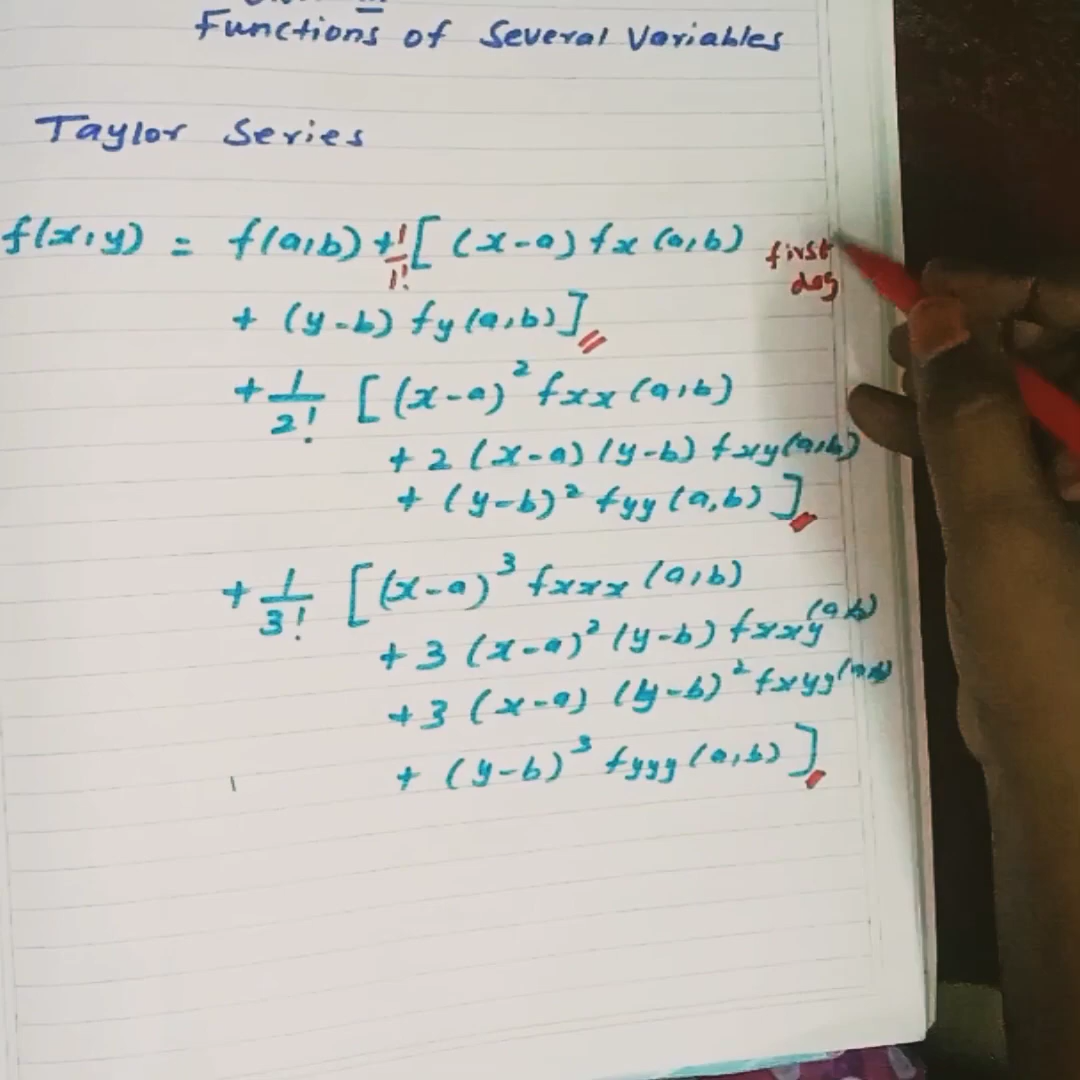 Functions of Several Variables
Taylor Series
f(x,y) = f(a,b) + 1/1! [ (x-a) fx (a,b) first deg
+ (y-b) fy (a,b) ]
+ 1/2! [ (x-a)² fxx (a,b)
+ 2 (x-a) (y-b) fxy (a,b)
+ (y-b)² fyy (a,b) ]
+ 1/3! [ (x-a)³ fxxx (a,b)
+ 3 (x-a)² (y-b) fxxy (a,b)
+ 3 (x-a) (y-b)² fxyy (a,b)
+ (y-b)³ fyyy (a,b) ]